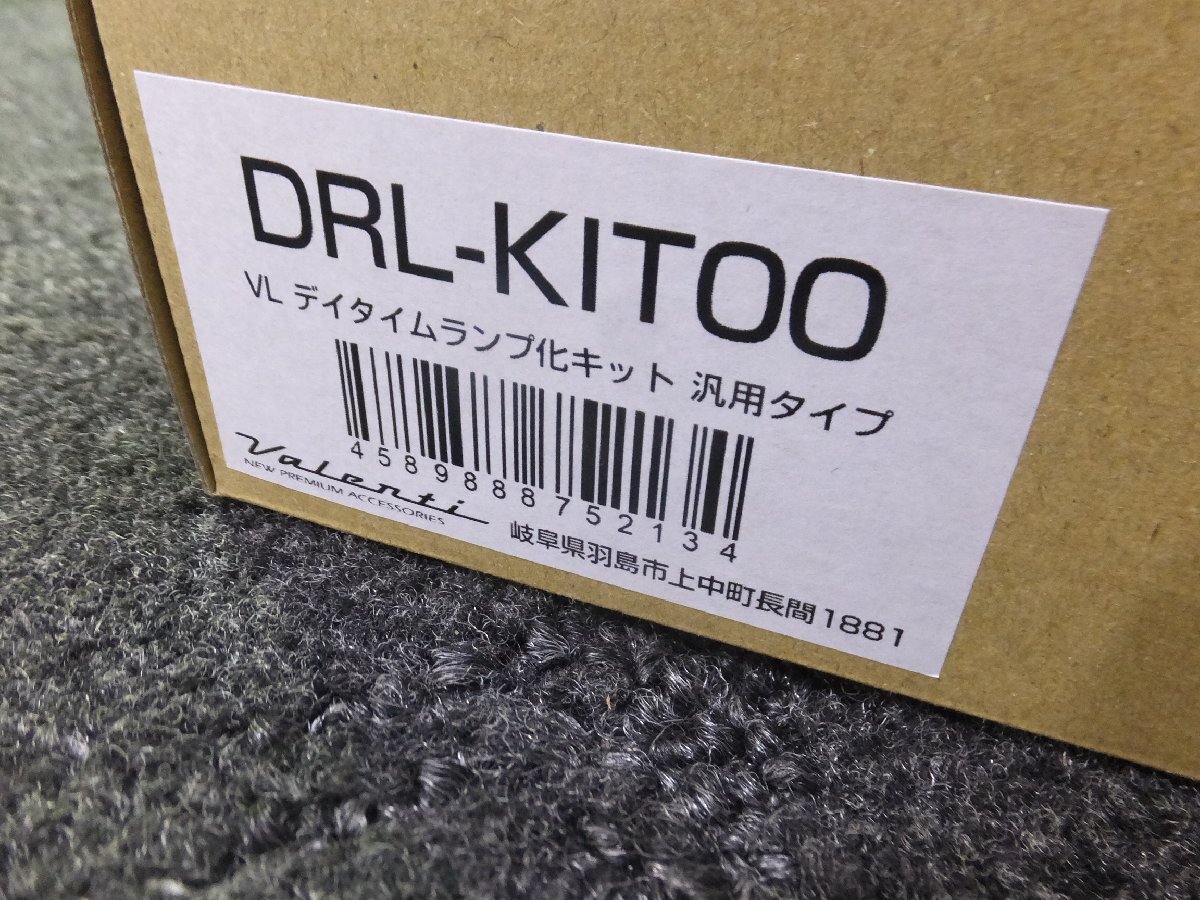 DRL-KIT00
VL デイタイムランプ化キット 汎用タイプ
4589888752134
Valenti
NEW PREMIUM ACCESSORIES
岐阜県羽島市上中町長間1881